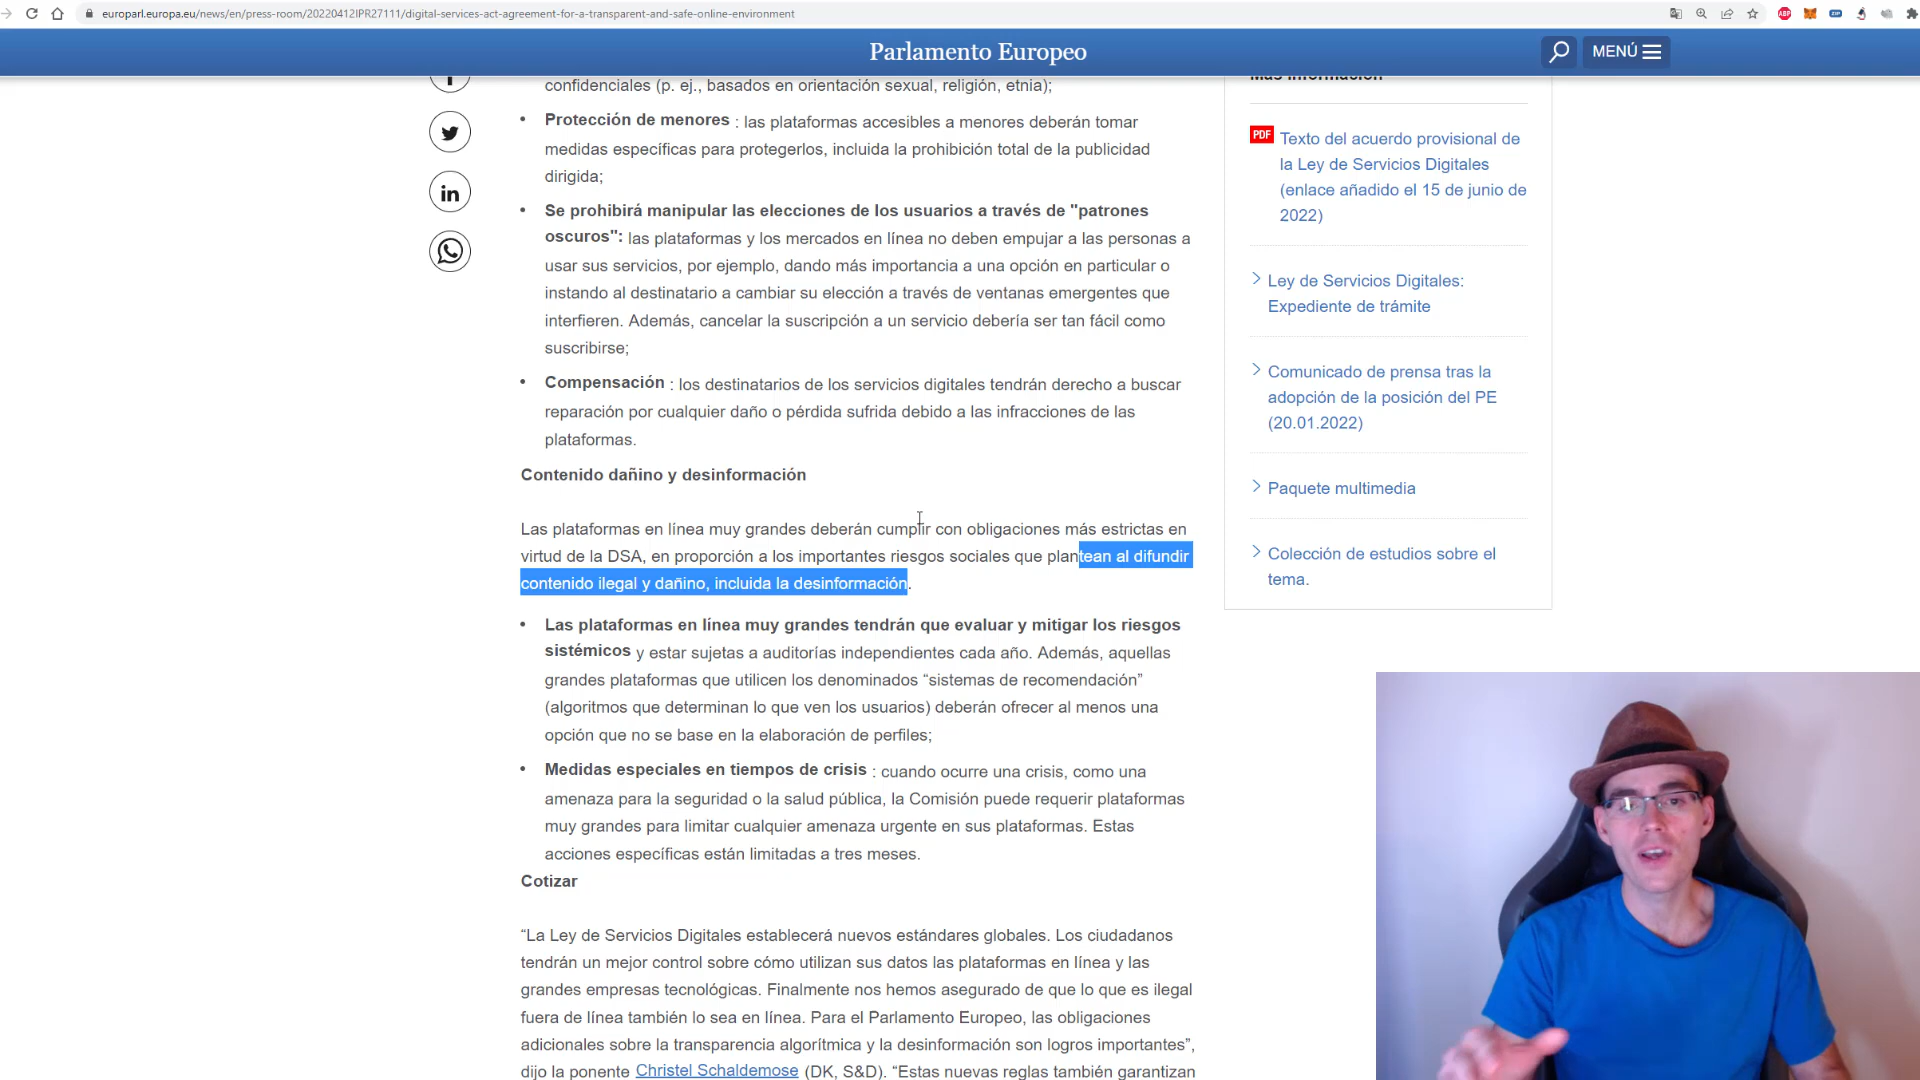 europarl.europa.eu/news/en/press-room/20220412IPR27111/digital-services-act-agreement-for-a-transparent-and-safe-online-environment
ABP
Parlamento Europeo
MENÚ
confidenciales (p. ej., basados en orientación sexual, religión, etnia);
• Protección de menores : las plataformas accesibles a menores deberán tomar
medidas específicas para protegerlos, incluida la prohibición total de la publicidad
dirigida;
• Se prohibirá manipular las elecciones de los usuarios a través de "patrones
oscuros": las plataformas y los mercados en línea no deben empujar a las personas a
usar sus servicios, por ejemplo, dando más importancia a una opción en particular o
instando al destinatario a cambiar su elección a través de ventanas emergentes que
interfieren. Además, cancelar la suscripción a un servicio debería ser tan fácil como
suscribirse;
• Compensación : los destinatarios de los servicios digitales tendrán derecho a buscar
reparación por cualquier daño o pérdida sufrida debido a las infracciones de las
plataformas.
Contenido dañino y desinformación
Las plataformas en línea muy grandes deberán cumplir con obligaciones más estrictas en
virtud de la DSA, en proporción a los importantes riesgos sociales que plantean al difundir
contenido ilegal y dañino, incluida la desinformación.
• Las plataformas en línea muy grandes tendrán que evaluar y mitigar los riesgos
sistémicos y estar sujetas a auditorías independientes cada año. Además, aquellas
grandes plataformas que utilicen los denominados “sistemas de recomendación”
(algoritmos que determinan lo que ven los usuarios) deberán ofrecer al menos una
opción que no se base en la elaboración de perfiles;
• Medidas especiales en tiempos de crisis : cuando ocurre una crisis, como una
amenaza para la seguridad o la salud pública, la Comisión puede requerir plataformas
muy grandes para limitar cualquier amenaza urgente en sus plataformas. Estas
acciones específicas están limitadas a tres meses.
Cotizar
“La Ley de Servicios Digitales establecerá nuevos estándares globales. Los ciudadanos
tendrán un mejor control sobre cómo utilizan sus datos las plataformas en línea y las
grandes empresas tecnológicas. Finalmente nos hemos asegurado de que lo que es ilegal
fuera de línea también lo sea en línea. Para el Parlamento Europeo, las obligaciones
adicionales sobre la transparencia algorítmica y la desinformación son logros importantes”,
dijo la ponente Christel Schaldemose (DK, S&D). “Estas nuevas reglas también garantizan
Más información
PDF Texto del acuerdo provisional de
la Ley de Servicios Digitales
(enlace añadido el 15 de junio de
2022)
Ley de Servicios Digitales:
Expediente de trámite
Comunicado de prensa tras la
adopción de la posición del PE
(20.01.2022)
Paquete multimedia
Colección de estudios sobre el
tema.